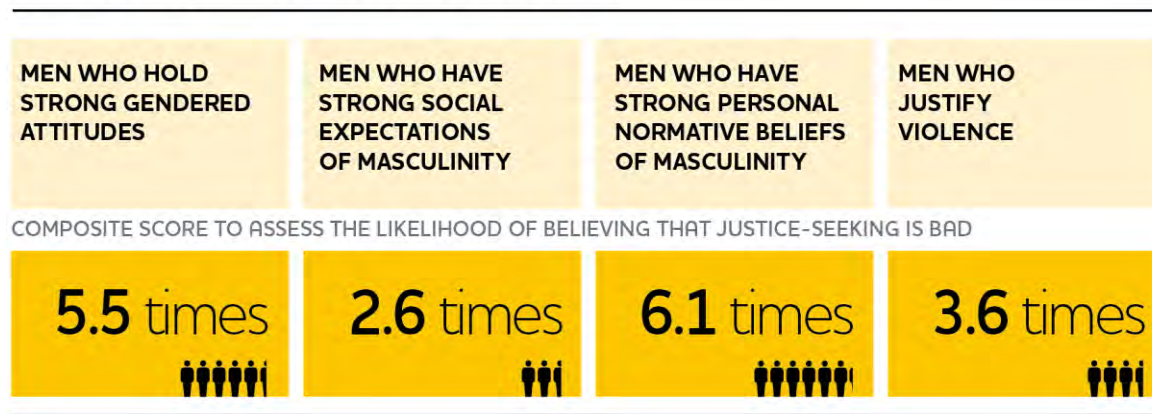 MEN WHO HOLD
STRONG GENDERED
ATTITUDES
MEN WHO HAVE
STRONG SOCIAL
EXPECTATIONS
OF MASCULINITY
MEN WHO HAVE
STRONG PERSONAL
NORMATIVE BELIEFS
OF MASCULINITY
MEN WHO
JUSTIFY
VIOLENCE
COMPOSITE SCORE TO ASSESS THE LIKELIHOOD OF BELIEVING THAT JUSTICE-SEEKING IS BAD
5.5 times
2.6 times
6.1 times
3.6 times